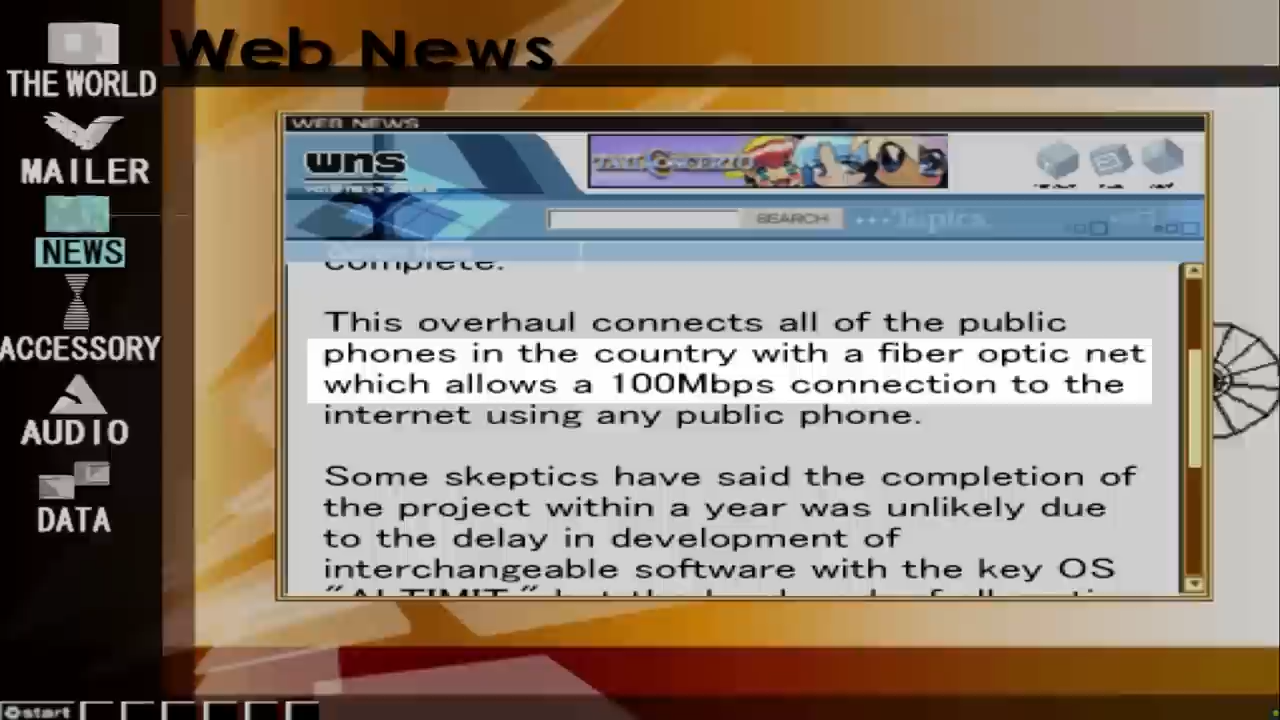 Web News
THE WORLD
MAILER
NEWS
ACCESSORY
AUDIO
DATA
WEB NEWS
wns
SEARCH
Topics
complete.
This overhaul connects all of the public
phones in the country with a fiber optic net
which allows a 100Mbps connection to the
internet using any public phone.
Some skeptics have said the completion of
the project within a year was unlikely due
to the delay in development of
interchangeable software with the key OS
"ALTIMIT,"
start